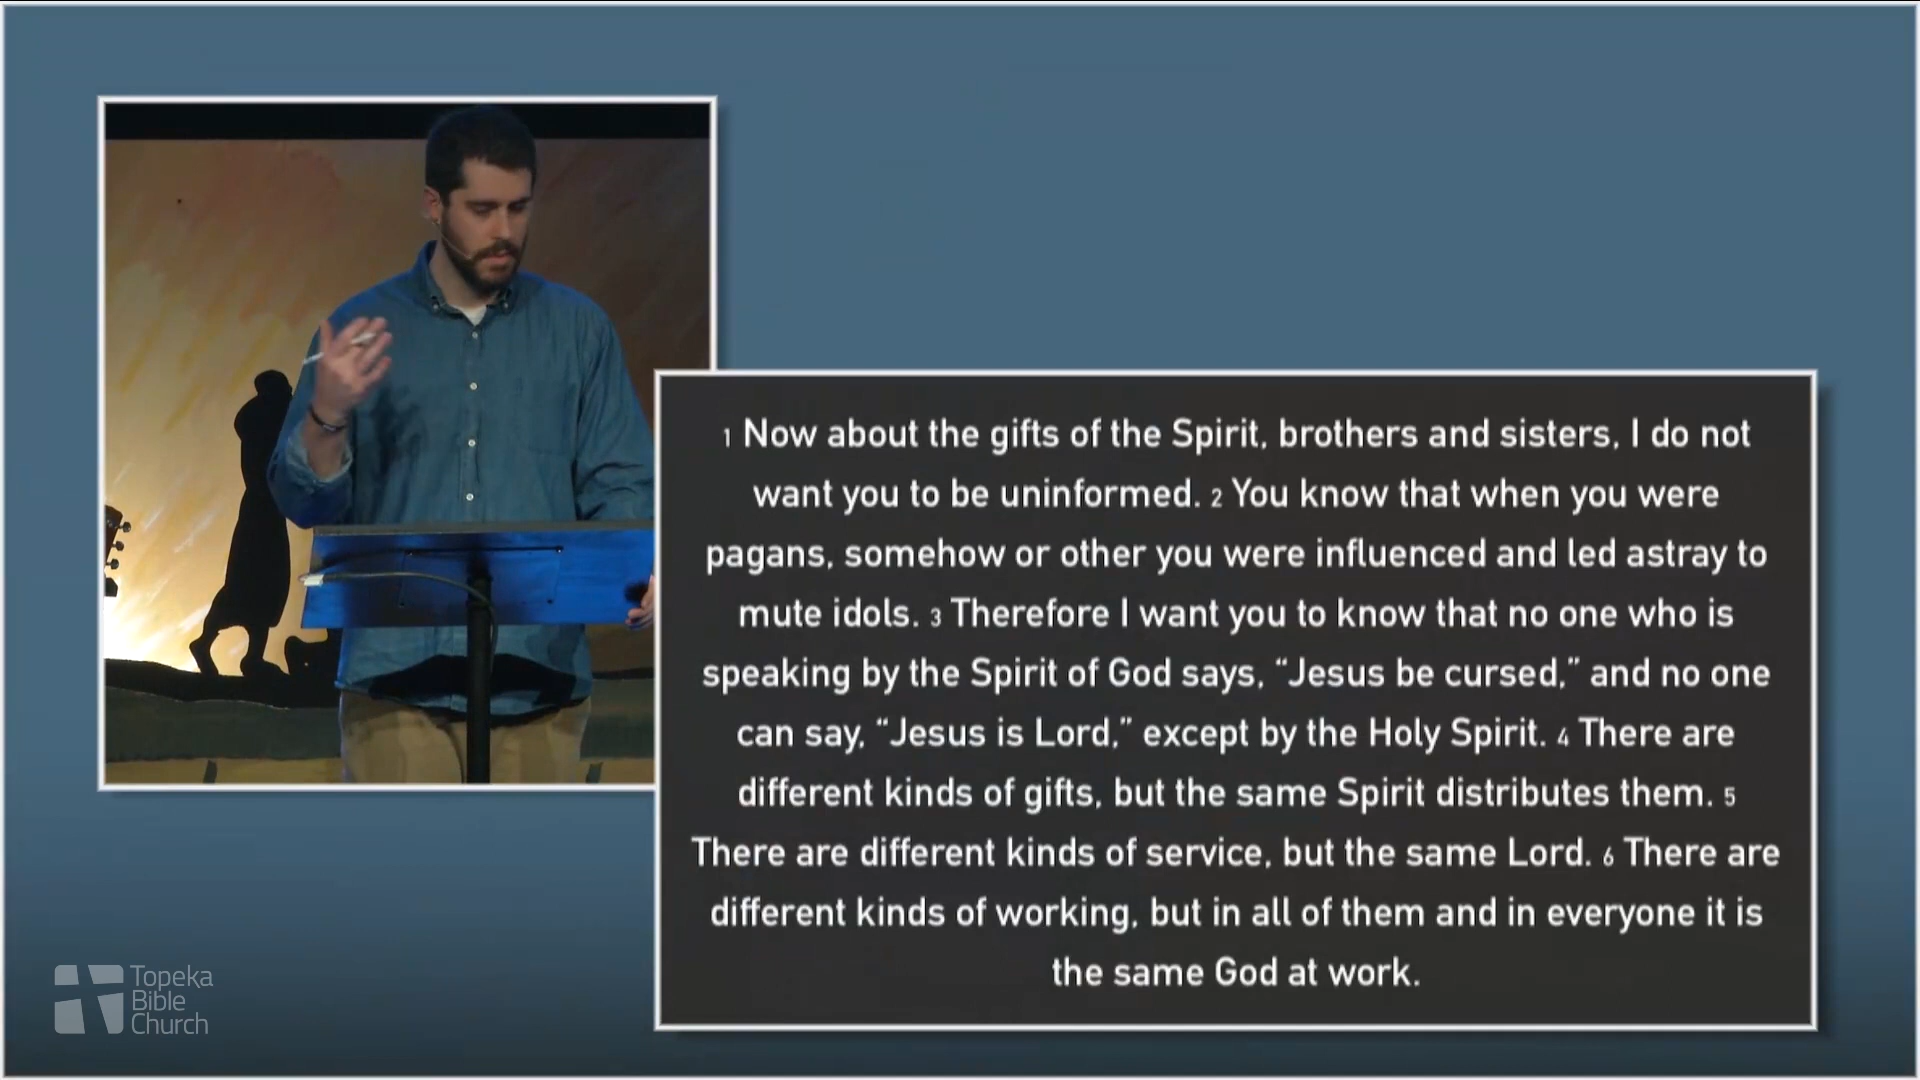 1 Now about the gifts of the Spirit, brothers and sisters, I do not
want you to be uninformed. 2 You know that when you were
pagans, somehow or other you were influenced and led astray to
mute idols. 3 Therefore I want you to know that no one who is
speaking by the Spirit of God says, “Jesus be cursed,” and no one
can say, “Jesus is Lord,” except by the Holy Spirit. 4 There are
different kinds of gifts, but the same Spirit distributes them. 5
There are different kinds of service, but the same Lord. 6 There are
different kinds of working, but in all of them and in everyone it is
the same God at work.
Topeka
Bible
Church